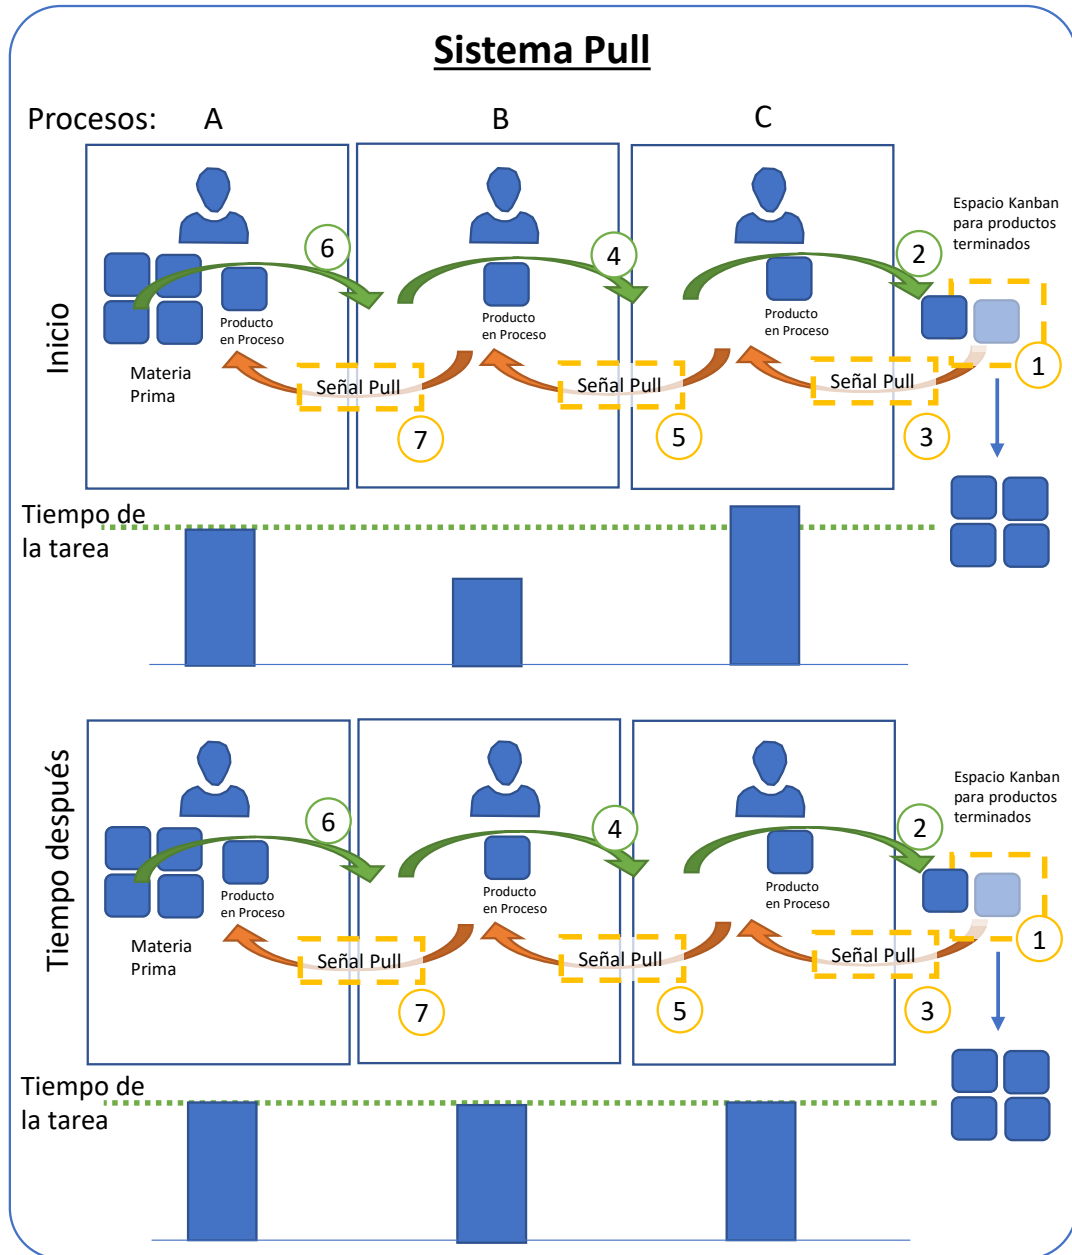 Sistema Pull
Procesos:
A
B
C
Inicio
6
4
2
Espacio Kanban
para productos
terminados
1
Producto
en Proceso
Producto
en Proceso
Producto
en Proceso
Materia
Prima
Señal Pull
Señal Pull
Señal Pull
7
5
3
Tiempo de
la tarea
Tiempo después
6
4
2
Espacio Kanban
para productos
terminados
1
Producto
en Proceso
Producto
en Proceso
Producto
en Proceso
Materia
Prima
Señal Pull
Señal Pull
Señal Pull
7
5
3
Tiempo de
la tarea